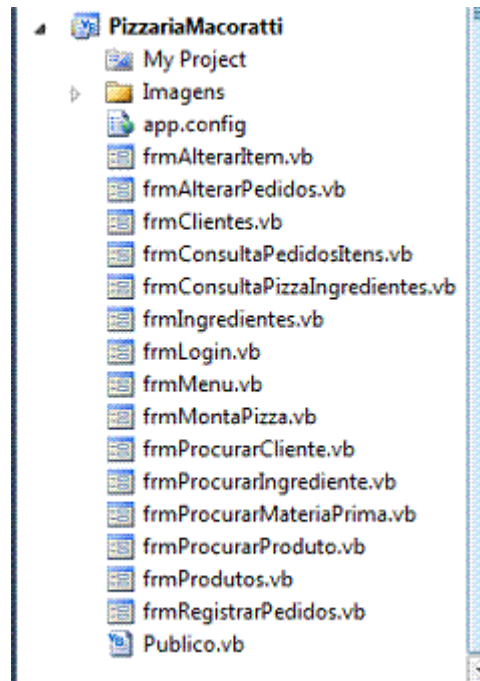 PizzariaMacoratti
My Project
Imagens
app.config
frmAlterarItem.vb
frmAlterarPedidos.vb
frmClientes.vb
frmConsultaPedidosItens.vb
frmConsultaPizzaIngredientes.vb
frmIngredientes.vb
frmLogin.vb
frmMenu.vb
frmMontaPizza.vb
frmProcurarCliente.vb
frmProcurarIngrediente.vb
frmProcurarMateriaPrima.vb
frmProcurarProduto.vb
frmProdutos.vb
frmRegistrarPedidos.vb
Publico.vb